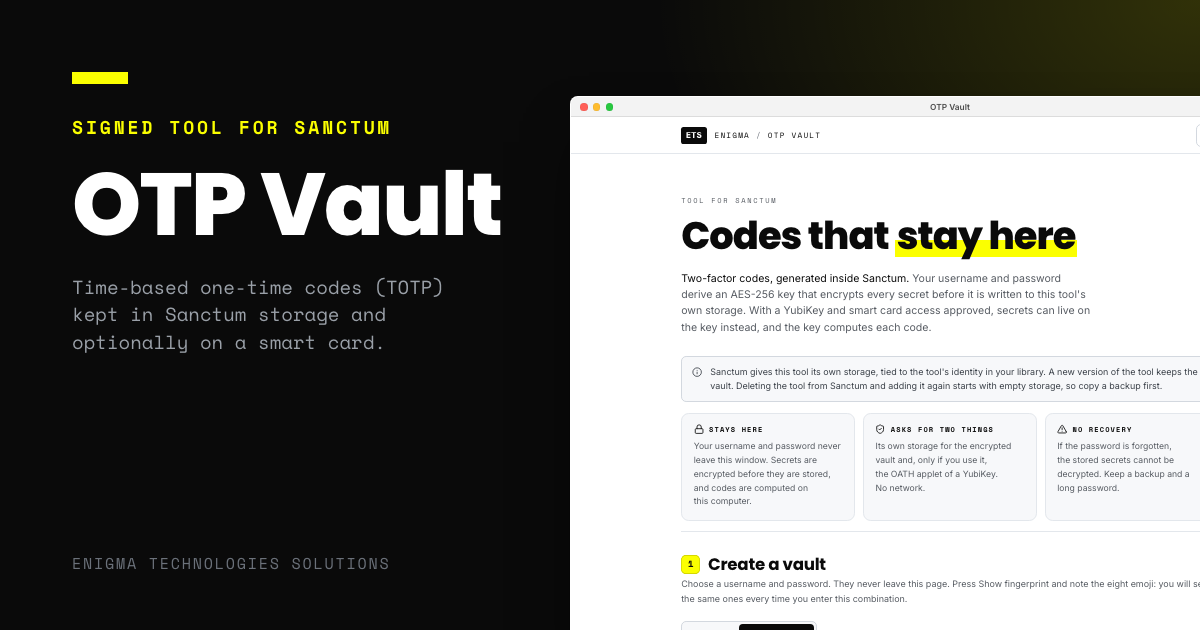 SIGNED TOOL FOR SANCTUM
OTP Vault
Time-based one-time codes (TOTP)
kept in Sanctum storage and
optionally on a smart card.
ENIGMA TECHNOLOGIES SOLUTIONS
OTP Vault
ETS ENIGMA / OTP VAULT
TOOL FOR SANCTUM
Codes that stay here
Two-factor codes, generated inside Sanctum. Your username and password
derive an AES-256 key that encrypts every secret before it is written to this tool's
own storage. With a YubiKey and smart card access approved, secrets can live on
the key instead, and the key computes each code.
Sanctum gives this tool its own storage, tied to the tool's identity in your library. A new version of the tool keeps the
vault. Deleting the tool from Sanctum and adding it again starts with empty storage, so copy a backup first.
STAYS HERE
Your username and password never
leave this window. Secrets are
encrypted before they are stored,
and codes are computed on
this computer.
ASKS FOR TWO THINGS
Its own storage for the encrypted
vault and, only if you use it,
the OATH applet of a YubiKey.
No network.
NO RECOVERY
If the password is forgotten,
the stored secrets cannot be
decrypted. Keep a backup and a
long password.
1 Create a vault
Choose a username and password. They never leave this page. Press Show fingerprint and note the eight emoji: you will
the same ones every time you enter this combination.